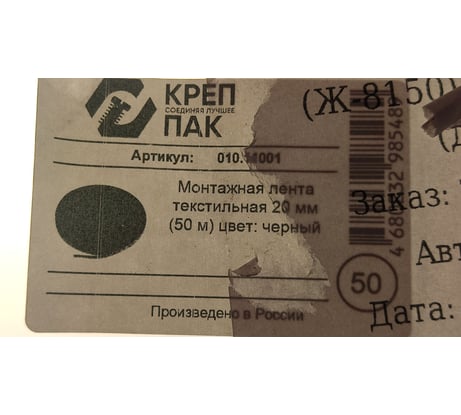 КРЕП
СОЕДИНЯЯ ЛУЧШЕЕ
ПАК
(Ж-8150)
Артикул:
Монтажная лента
текстильная 20 мм
(50 м) цвет: черный
Заказ:
50
Дата:
Произведено в России